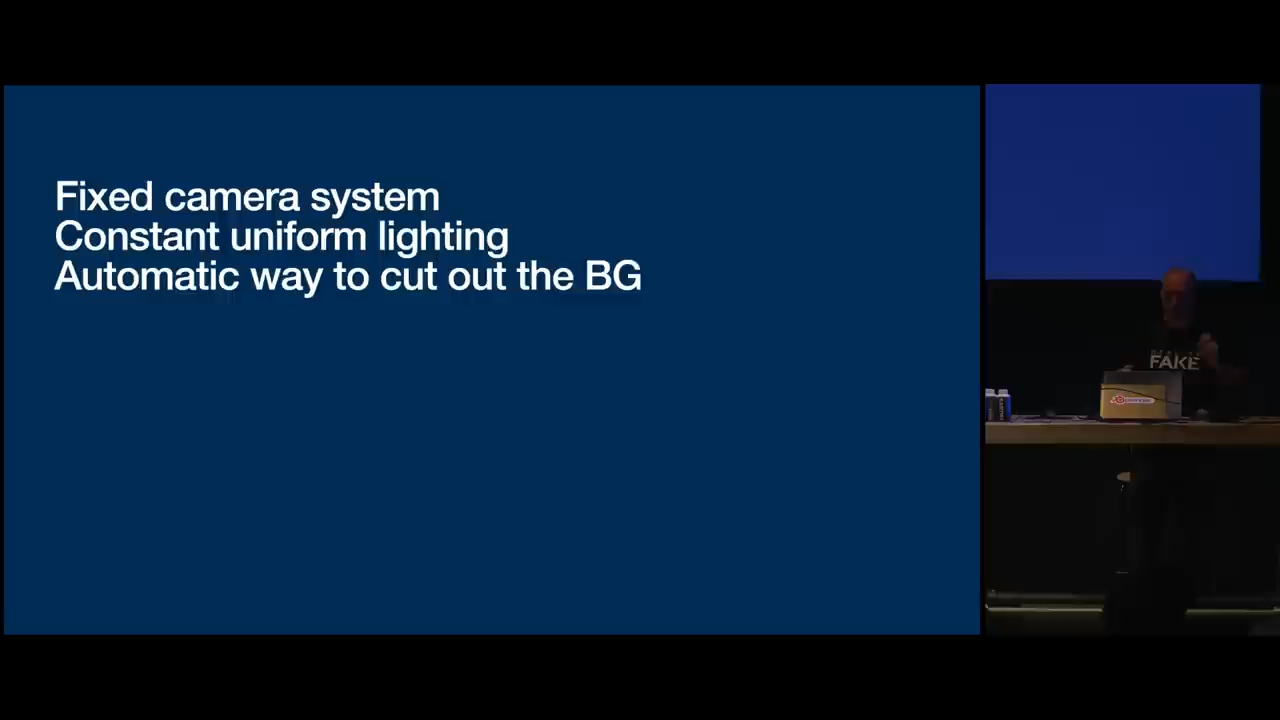 Fixed camera system
Constant uniform lighting
Automatic way to cut out the BG
FAKE